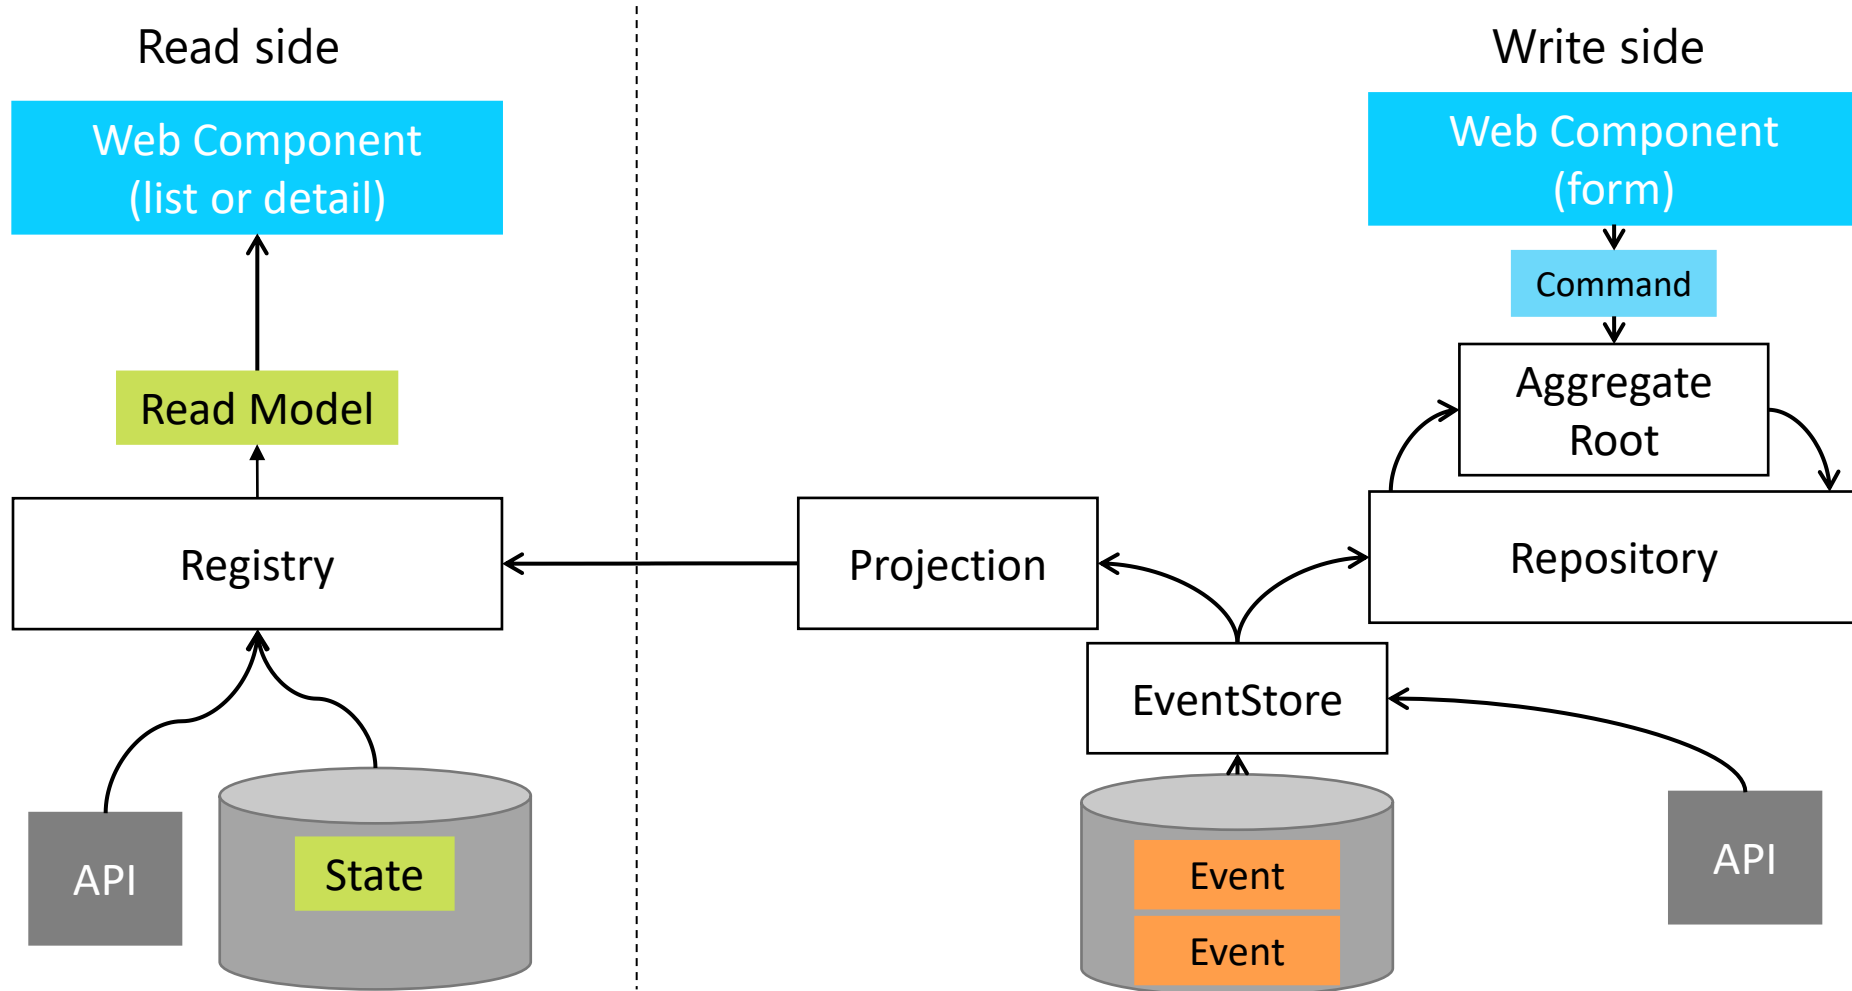 Read side
Write side
Web Component
(list or detail)
Web Component
(form)
Command
Read Model
Aggregate
Root
Registry
Projection
Repository
EventStore
API
State
Event
Event
API